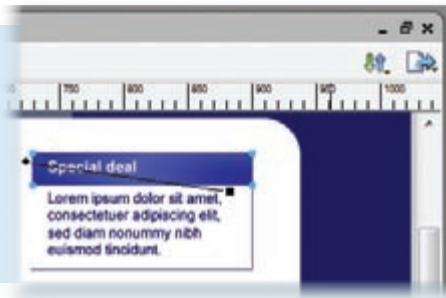 750 800 850 900 950 1000
Special deal
Lorem ipsum dolor sit amet,
consectetuer adipiscing elit,
sed diam nonummy nibh
euismod tincidunt.